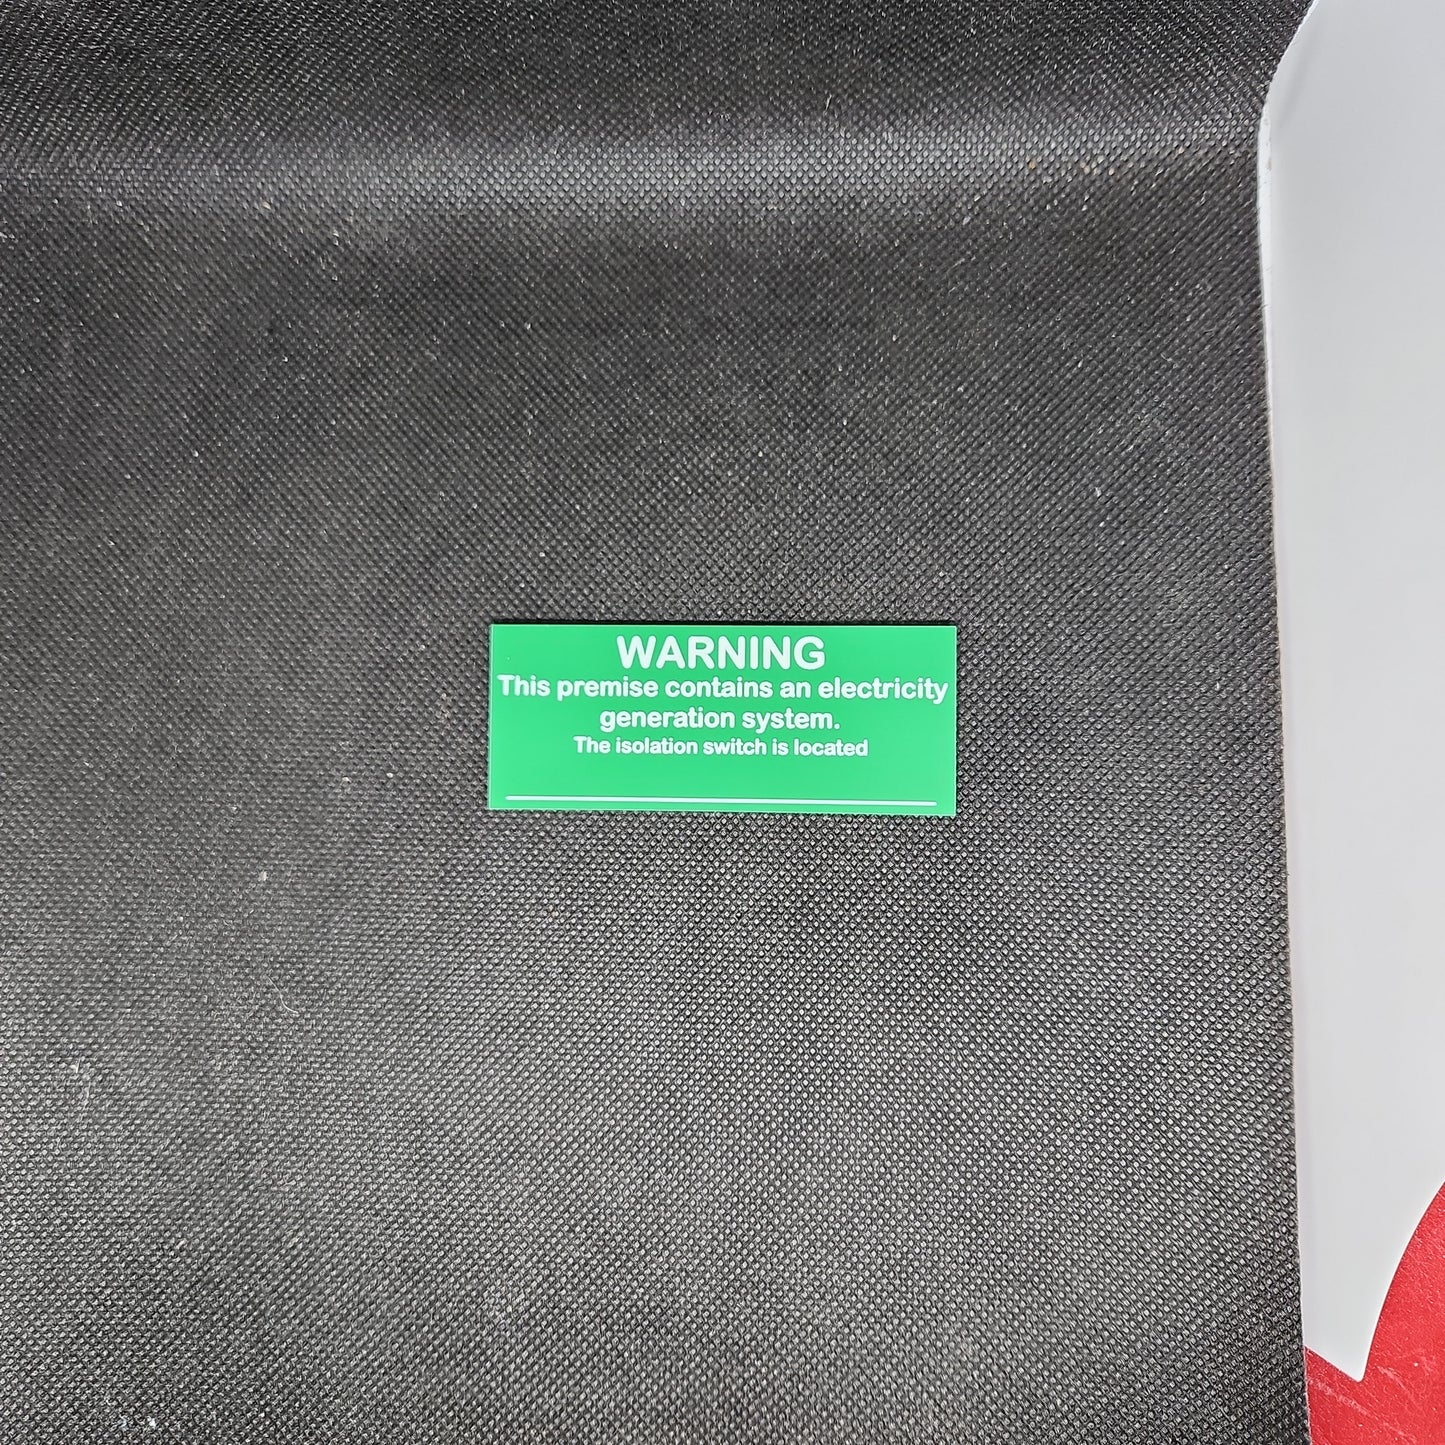 WARNING
This premise contains an electricity
generation system.
The isolation switch is located